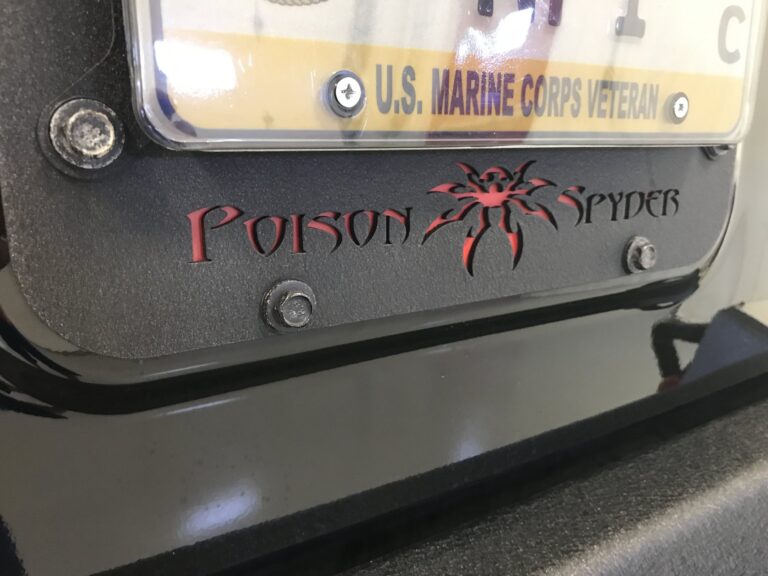 C
U.S. MARINE CORPS VETERAN
POISON SPYDER